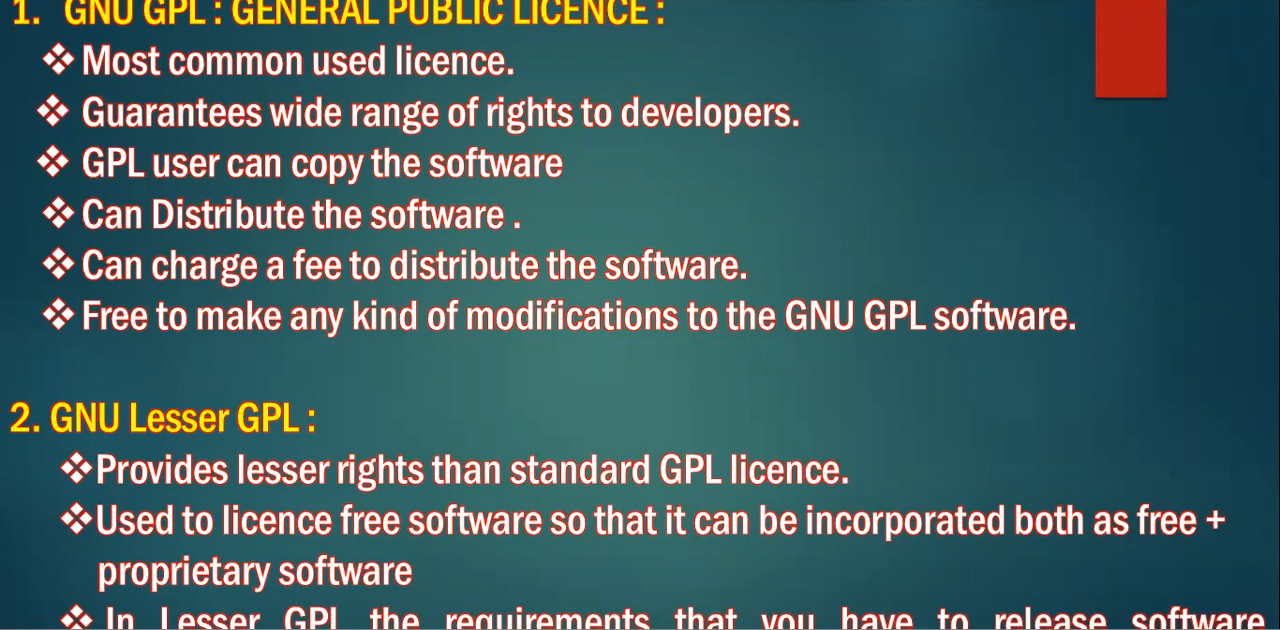 1. GNU GPL : GENERAL PUBLIC LICENCE :
❖ Most common used licence.
❖ Guarantees wide range of rights to developers.
❖ GPL user can copy the software
❖ Can Distribute the software .
❖ Can charge a fee to distribute the software.
❖ Free to make any kind of modifications to the GNU GPL software.
2. GNU Lesser GPL :
❖Provides lesser rights than standard GPL licence.
❖Used to licence free software so that it can be incorporated both as free +
proprietary software
❖ In Lesser GPL the requirements that you have to release software